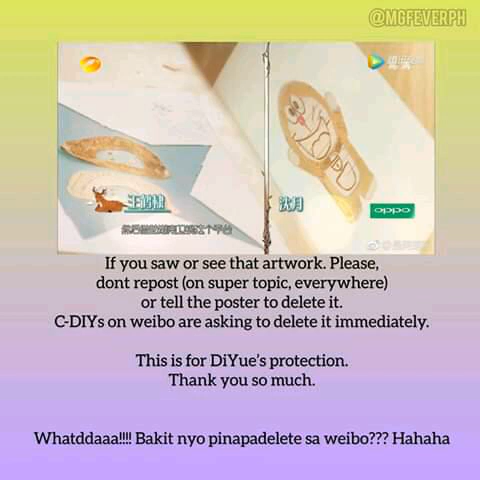 @MGFEVERPH
王鹤棣
沈月
oppo
If you saw or see that artwork. Please,
dont repost (on super topic, everywhere)
or tell the poster to delete it.
C-DIYs on weibo are asking to delete it immediately.
This is for DiYue's protection.
Thank you so much.
Whatddaaa!!!! Bakit nyo pinapadelete sa weibo??? Hahaha